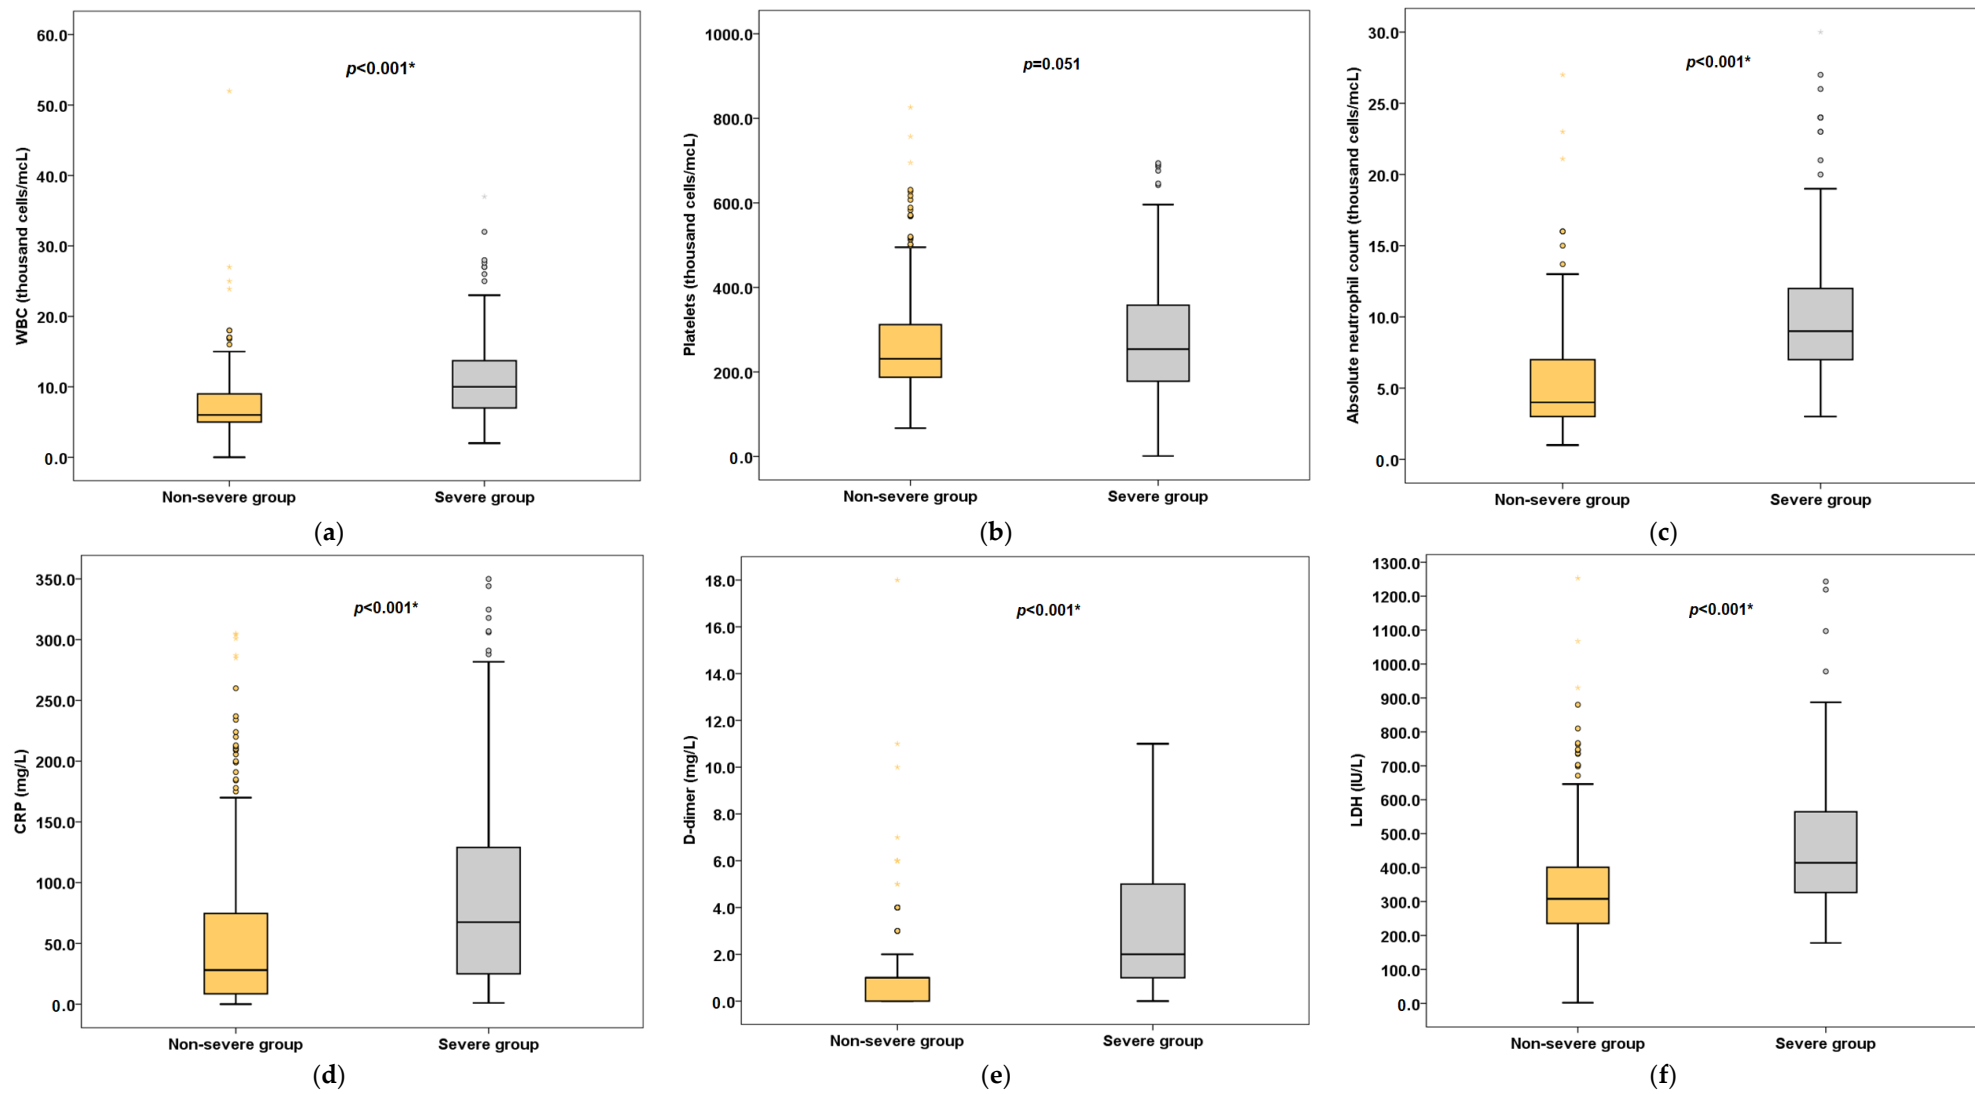 WBC (thousand cells/mcL)
60.0
50.0
40.0
30.0
20.0
10.0
0.0
p<0.001*
Non-severe group
Severe group
(a)
Platelets (thousand cells/mcL)
1000.0
800.0
600.0
400.0
200.0
0.0
p=0.051
Non-severe group
Severe group
(b)
Absolute neutrophil count (thousand cells/mcL)
30.0
25.0
20.0
15.0
10.0
5.0
0.0
p<0.001*
Non-severe group
Severe group
(c)
CRP (mg/L)
350.0
300.0
250.0
200.0
150.0
100.0
50.0
0.0
p<0.001*
Non-severe group
Severe group
(d)
D-dimer (mg/L)
18.0
16.0
14.0
12.0
10.0
8.0
6.0
4.0
2.0
0.0
p<0.001*
Non-severe group
Severe group
(e)
LDH (IU/L)
1300.0
1200.0
1100.0
1000.0
900.0
800.0
700.0
600.0
500.0
400.0
300.0
200.0
100.0
0.0
p<0.001*
Non-severe group
Severe group
(f)